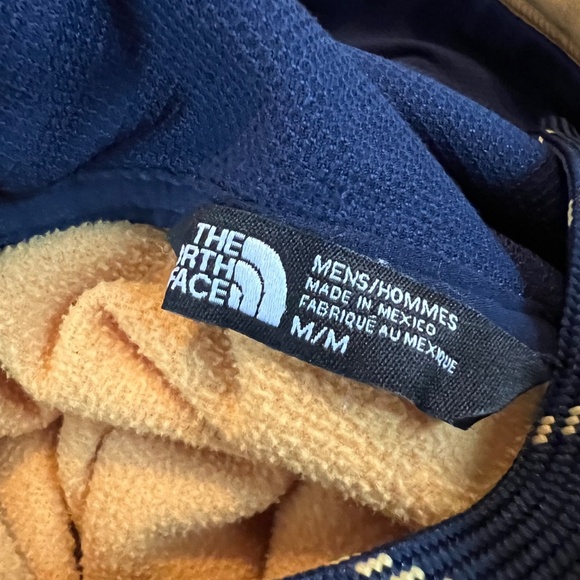 THE
NORTH
FACE
MENS/HOMMES
MADE IN MEXICO
FABRIQUÉ AU MEXIQUE
M/M